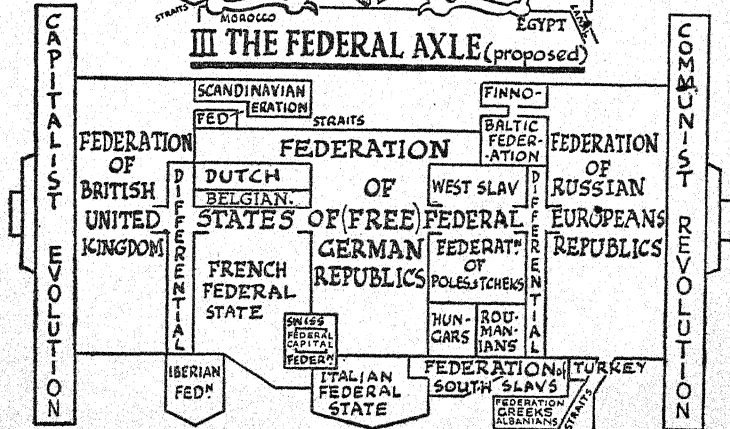 STRAITS
MOROCCO
EGYPT
CANAL
III THE FEDERAL AXLE (proposed)
CAPITALIST EVOLUTION
COMMUNIST REVOLUTION
SCANDINAVIAN
FED ERATION
STRAITS
FINNO-
BALTIC
FEDER-
-ATION
FEDERATION
OF
BRITISH
UNITED
KINGDOM
DIFFERENTIAL
DUTCH
BELGIAN.
FEDERATION
OF
STATES OF (FREE) FEDERAL
GERMAN
REPUBLICS
FRENCH
FEDERAL
STATE
WEST SLAV
FEDERATN
OF
POLES&TCHEKS
HUN-
GARS
ROU-
MAN-
IANS
DIFFERENTIAL
FEDERATION
OF
RUSSIAN
EUROPEANS
REPUBLICS
SWISS
FEDERAL
CAPITAL
FEDERN
IBERIAN
FEDN
ITALIAN
FEDERAL
STATE
FEDERATION OF
SOUTH SLAVS
TURKEY
FEDERATION
GREEKS
ALBANIANS
STRAITS